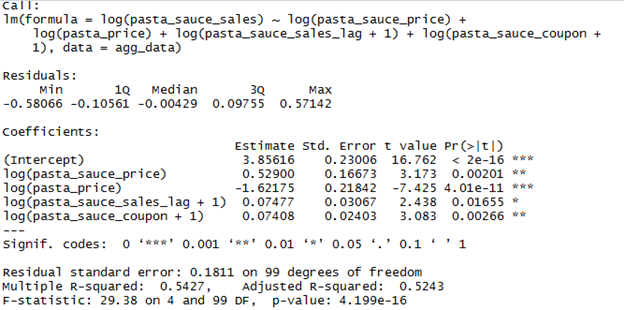 Call:
lm(formula = log(pasta_sauce_sales) ~ log(pasta_sauce_price) +
    log(pasta_price) + log(pasta_sauce_sales_lag + 1) + log(pasta_sauce_coupon +
    1), data = agg_data)
Residuals:
     Min       1Q   Median       3Q      Max
-0.58066 -0.10561 -0.00429  0.09755  0.57142
Coefficients:
                               Estimate Std. Error t value Pr(>|t|)
(Intercept)                     3.85616    0.23006  16.762  < 2e-16 ***
log(pasta_sauce_price)          0.52900    0.16673   3.173  0.00201 **
log(pasta_price)               -1.62175    0.21842  -7.425 4.01e-11 ***
log(pasta_sauce_sales_lag + 1)  0.07477    0.03067   2.438  0.01655 *
log(pasta_sauce_coupon + 1)     0.07408    0.02403   3.083  0.00266 **
---
Signif. codes:  0 ‘***’ 0.001 ‘**’ 0.01 ‘*’ 0.05 ‘.’ 0.1 ‘ ’ 1
Residual standard error: 0.1811 on 99 degrees of freedom
Multiple R-squared:  0.5427,    Adjusted R-squared:  0.5243
F-statistic: 29.38 on 4 and 99 DF,  p-value: 4.199e-16